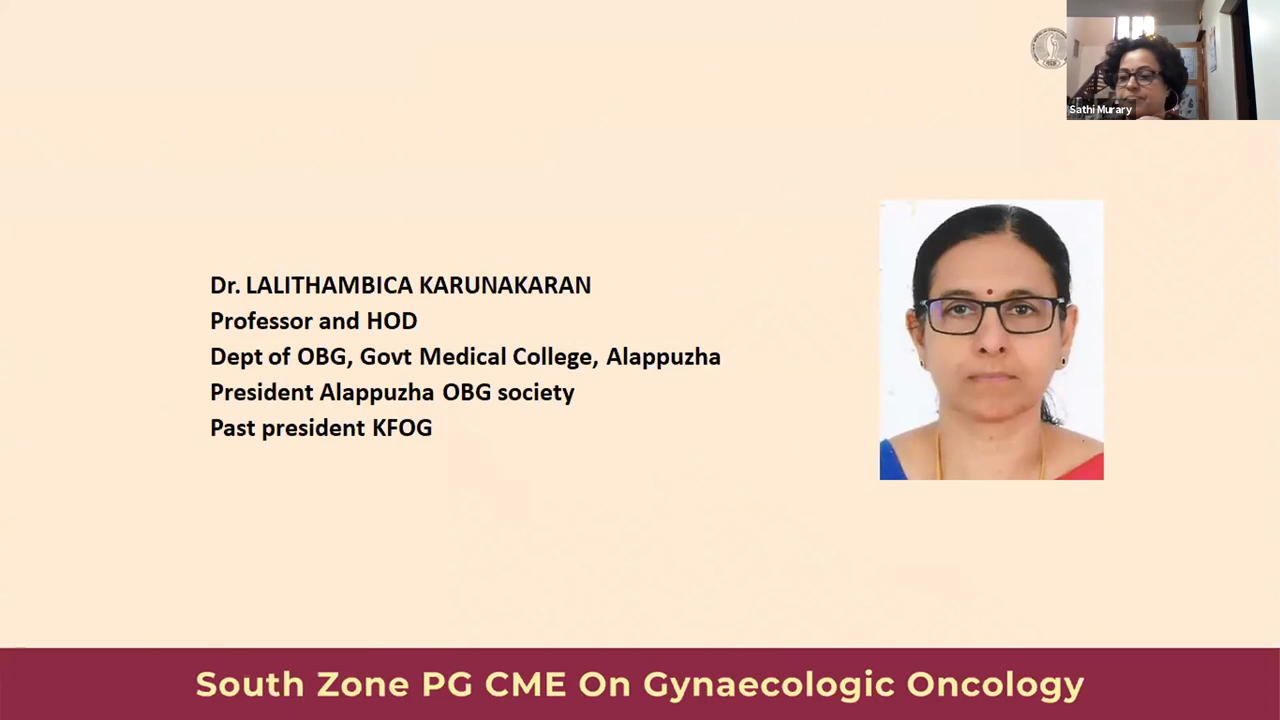 Sathi Murary
Dr. LALITHAMBICA KARUNAKARAN
Professor and HOD
Dept of OBG, Govt Medical College, Alappuzha
President Alappuzha OBG society
Past president KFOG
South Zone PG CME On Gynaecologic Oncology